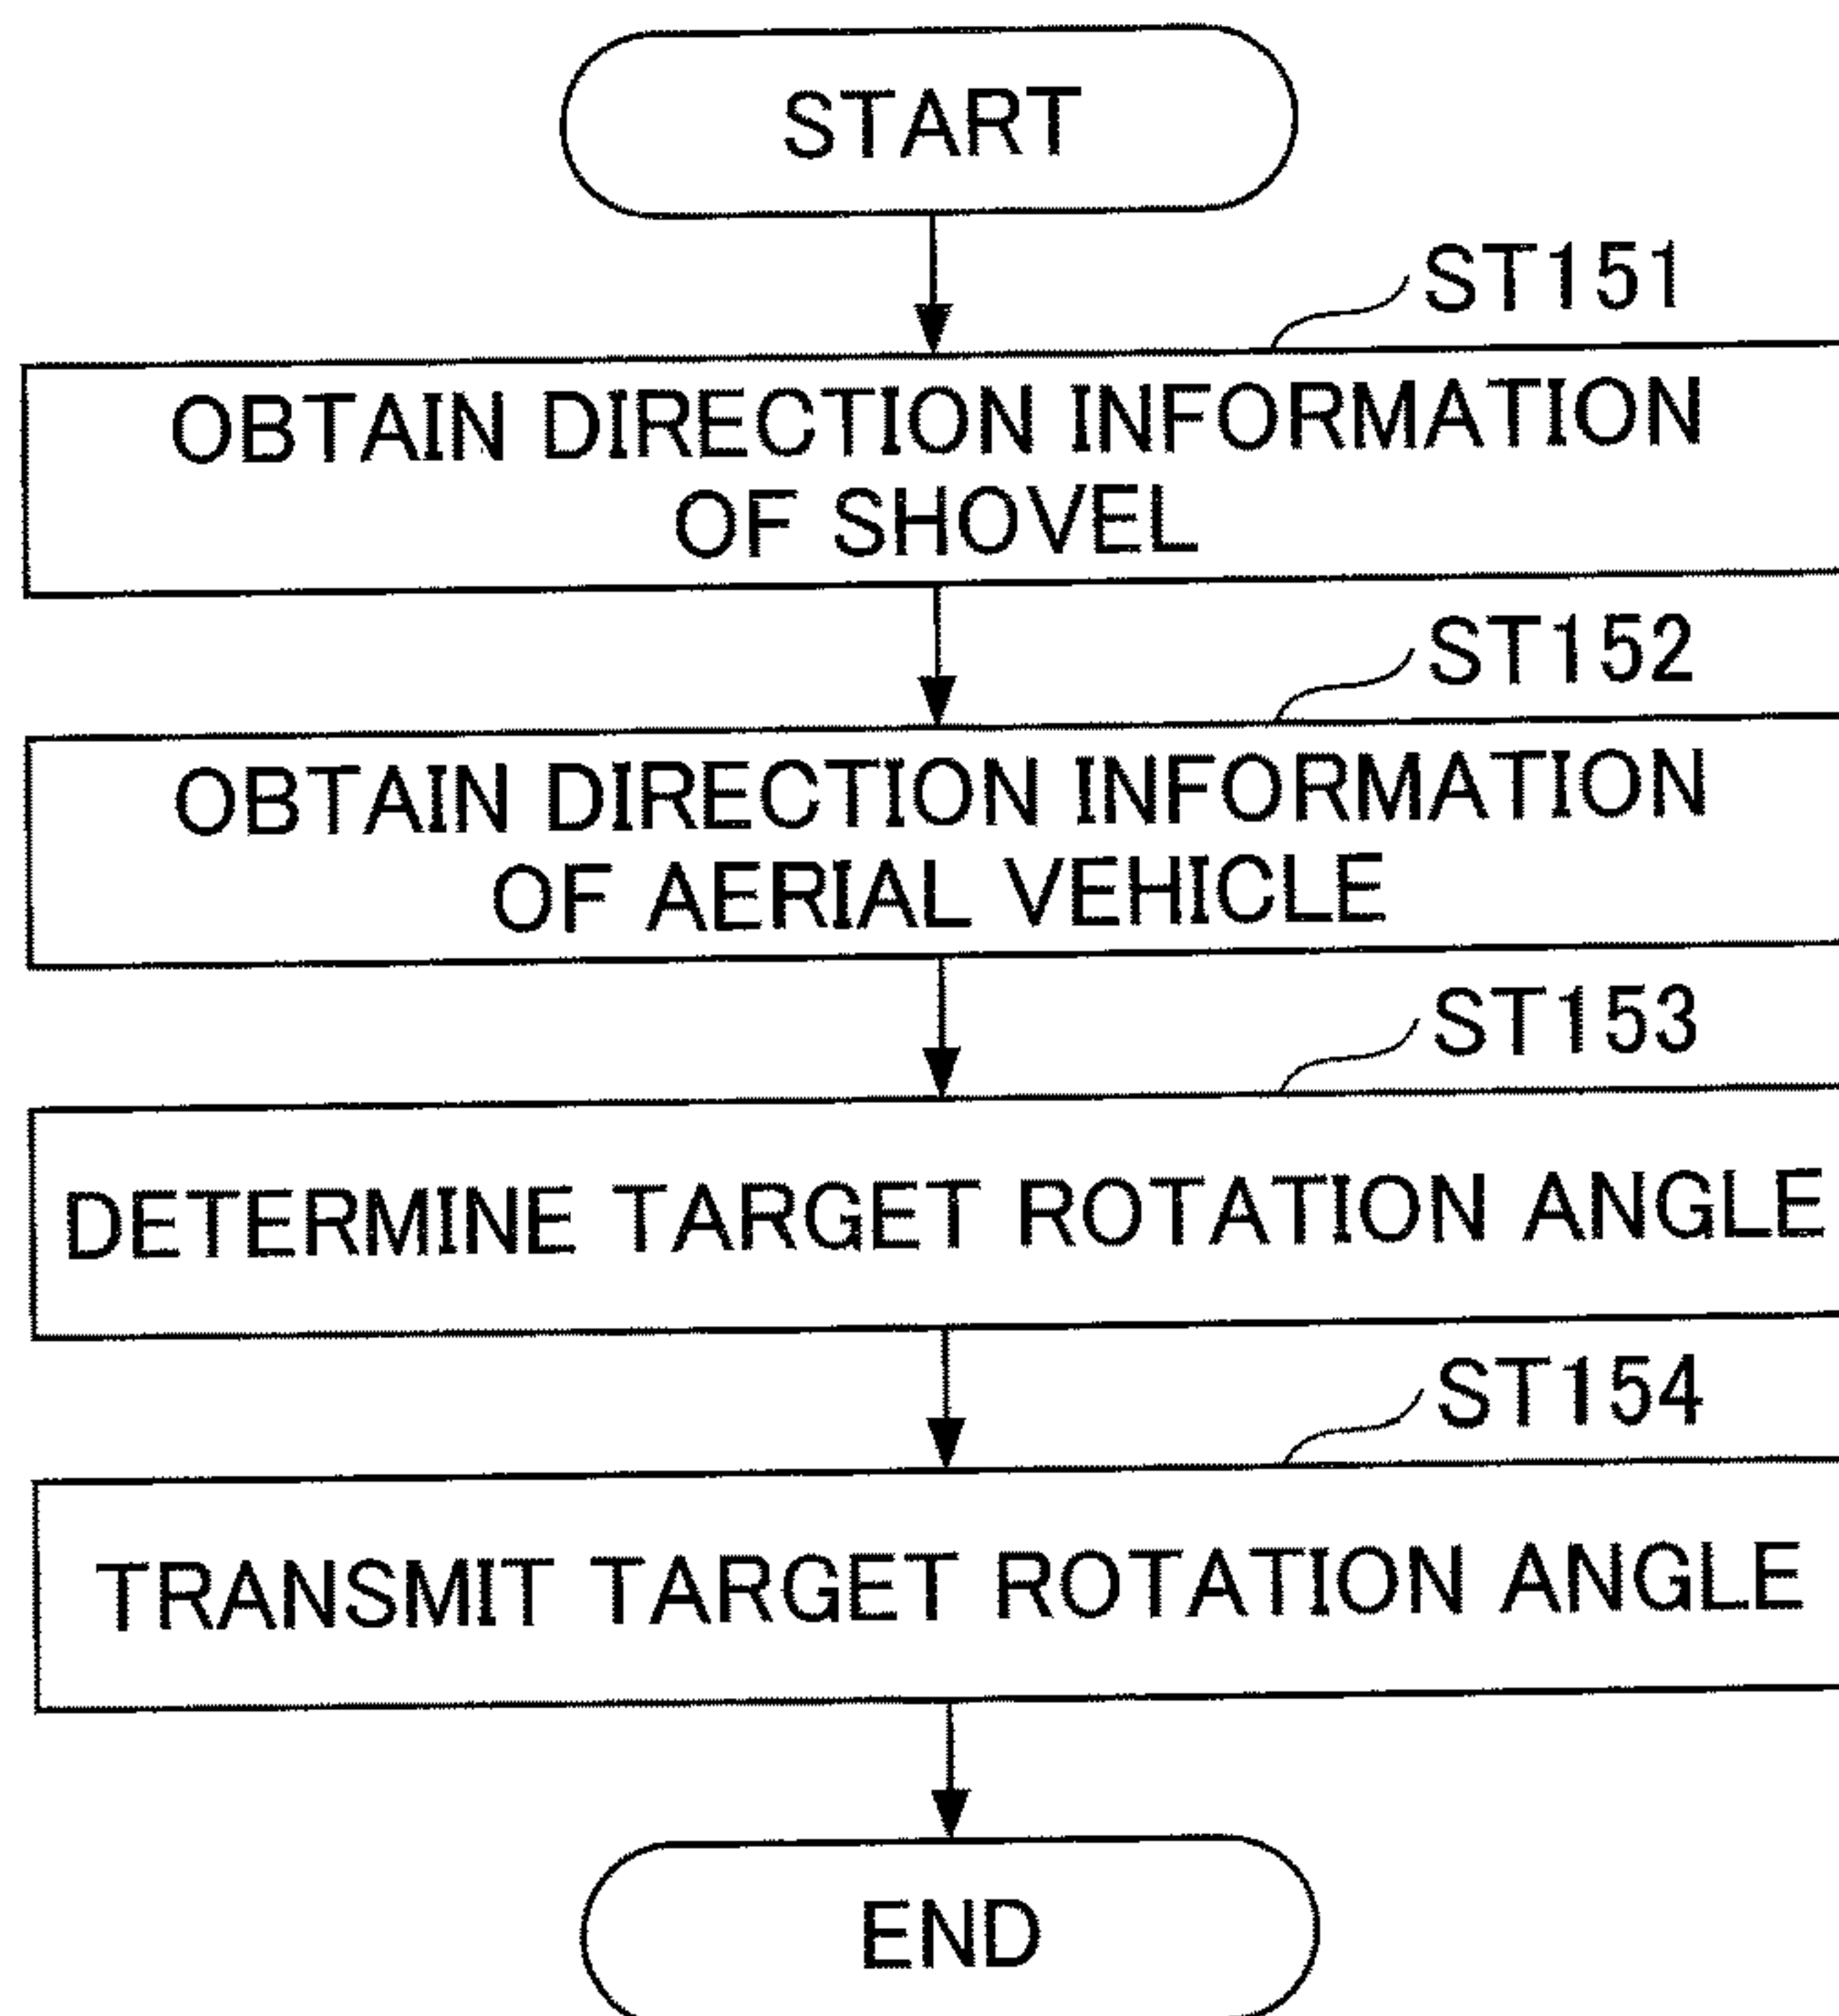 START
ST151
OBTAIN DIRECTION INFORMATION
OF SHOVEL
ST152
OBTAIN DIRECTION INFORMATION
OF AERIAL VEHICLE
ST153
DETERMINE TARGET ROTATION ANGLE
ST154
TRANSMIT TARGET ROTATION ANGLE
END